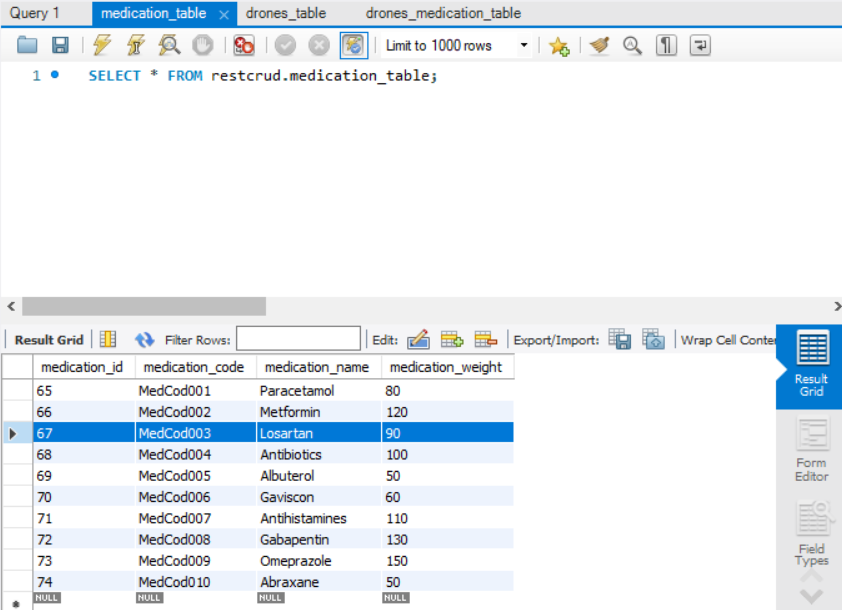 Query 1 medication_table drones_table drones_medication_table
Limit to 1000 rows
1 SELECT * FROM restcrud.medication_table;
Result Grid Filter Rows: Edit: Export/Import: Wrap Cell Conten
medication_id medication_code medication_name medication_weight
65 MedCod001 Paracetamol 80
66 MedCod002 Metformin 120
67 MedCod003 Losartan 90
68 MedCod004 Antibiotics 100
69 MedCod005 Albuterol 50
70 MedCod006 Gaviscon 60
71 MedCod007 Antihistamines 110
72 MedCod008 Gabapentin 130
73 MedCod009 Omeprazole 150
74 MedCod010 Abraxane 50
NULL NULL NULL NULL
Result
Grid
Form
Editor
Field
Types